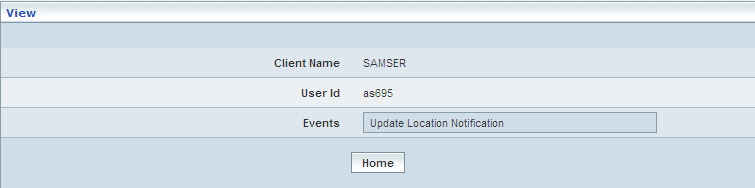 View
Client Name SAMSER
User Id as695
Events Update Location Notification
Home